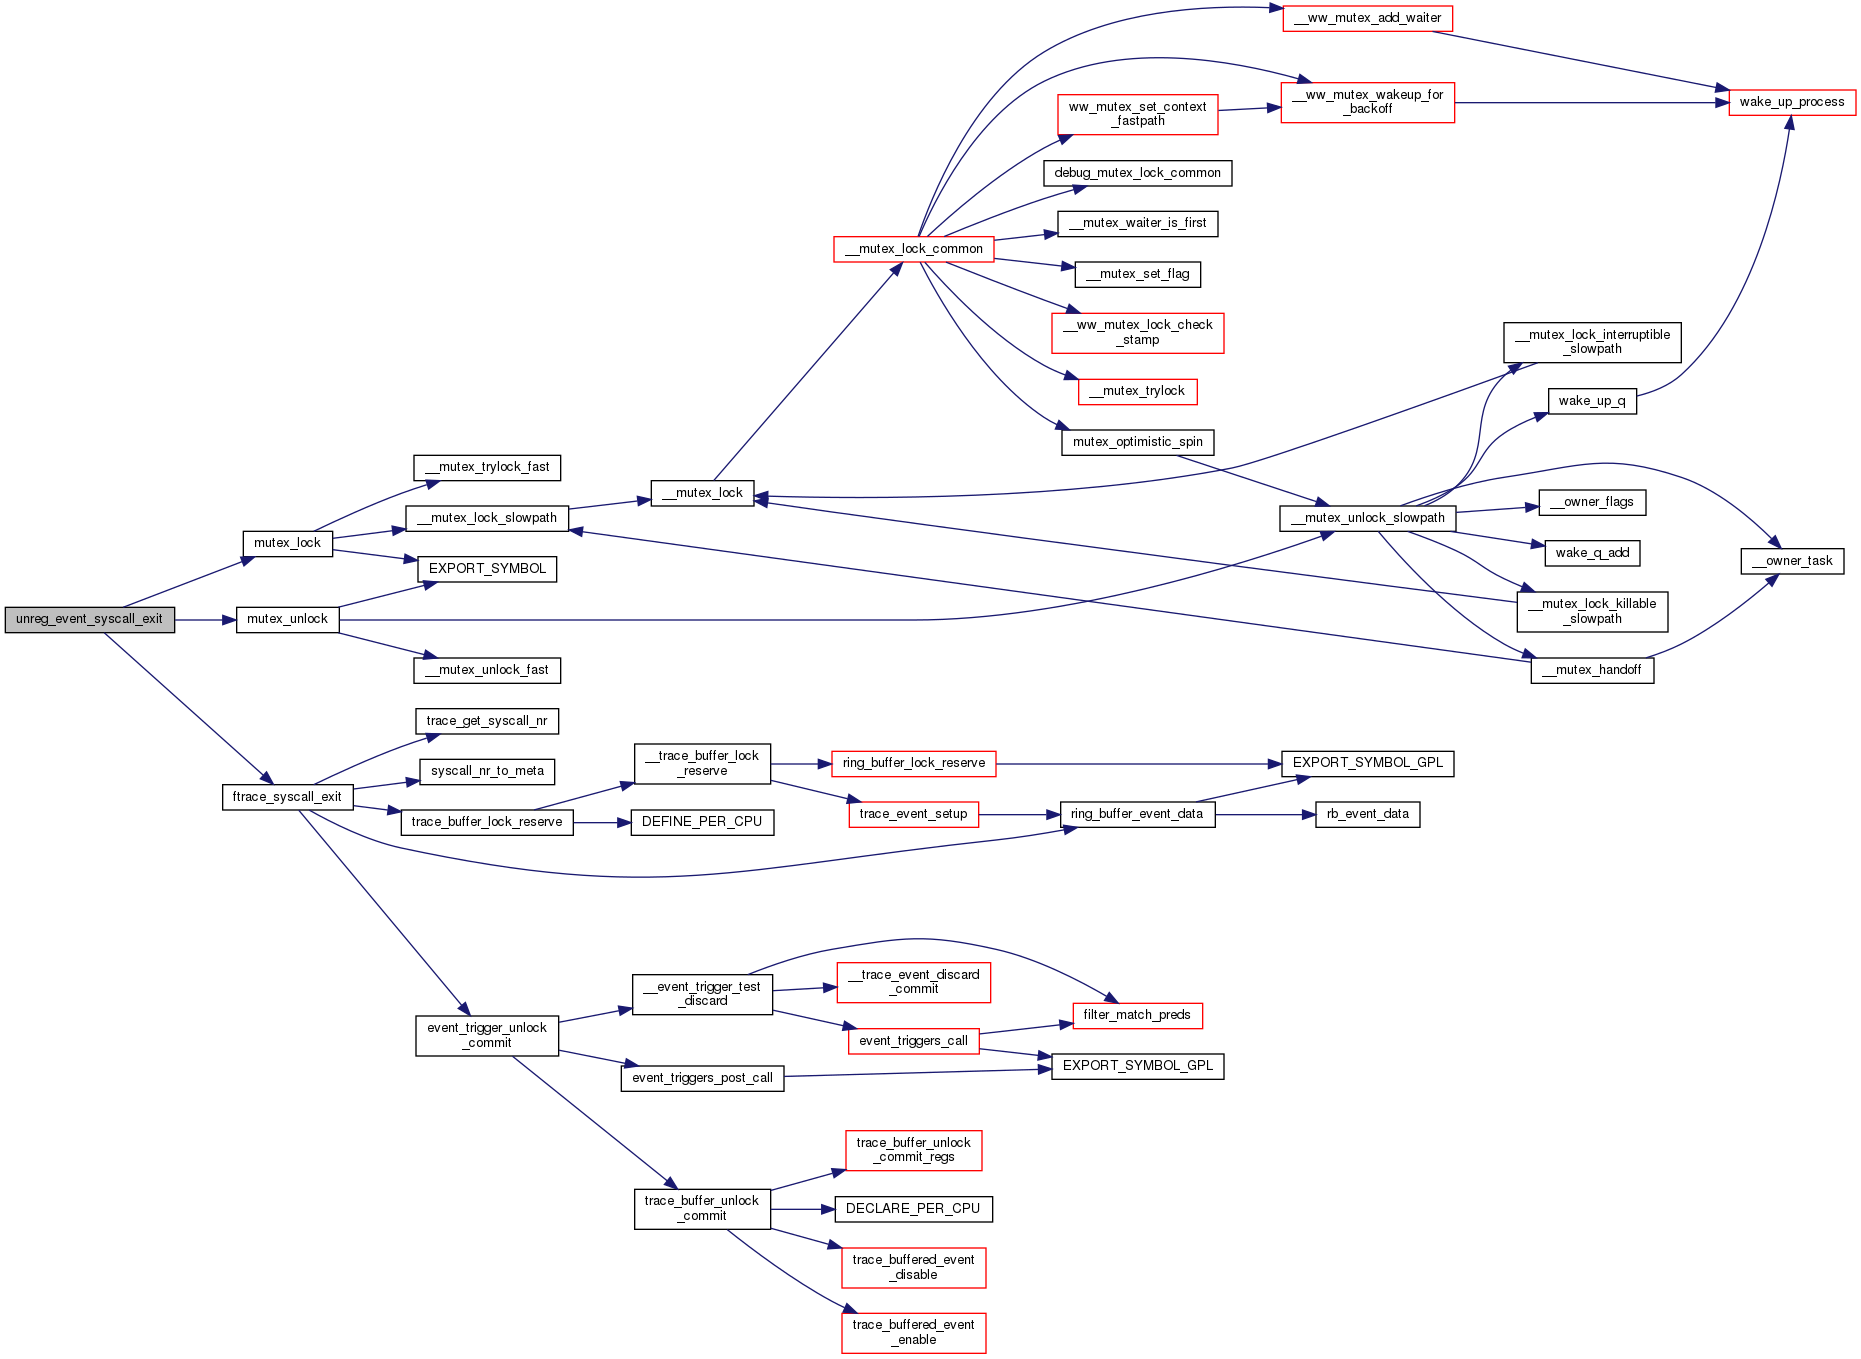 __ww_mutex_add_waiter
__ww_mutex_wakeup_for
_backoff
wake_up_process
ww_mutex_set_context
_fastpath
debug_mutex_lock_common
__mutex_waiter_is_first
__mutex_lock_common
__mutex_set_flag
__ww_mutex_lock_check
_stamp
__mutex_lock_interruptible
_slowpath
__mutex_trylock
wake_up_q
mutex_optimistic_spin
__mutex_trylock_fast
__mutex_lock
__owner_flags
__mutex_lock_slowpath
__mutex_unlock_slowpath
mutex_lock
wake_q_add
__owner_task
EXPORT_SYMBOL
__mutex_lock_killable
_slowpath
unreg_event_syscall_exit
mutex_unlock
__mutex_unlock_fast
__mutex_handoff
trace_get_syscall_nr
__trace_buffer_lock
_reserve
ring_buffer_lock_reserve
EXPORT_SYMBOL_GPL
syscall_nr_to_meta
ftrace_syscall_exit
trace_event_setup
ring_buffer_event_data
rb_event_data
trace_buffer_lock_reserve
DEFINE_PER_CPU
__event_trigger_test
_discard
__trace_event_discard
_commit
filter_match_preds
event_trigger_unlock
_commit
event_triggers_call
EXPORT_SYMBOL_GPL
event_triggers_post_call
trace_buffer_unlock
_commit_regs
trace_buffer_unlock
_commit
DECLARE_PER_CPU
trace_buffered_event
_disable
trace_buffered_event
_enable